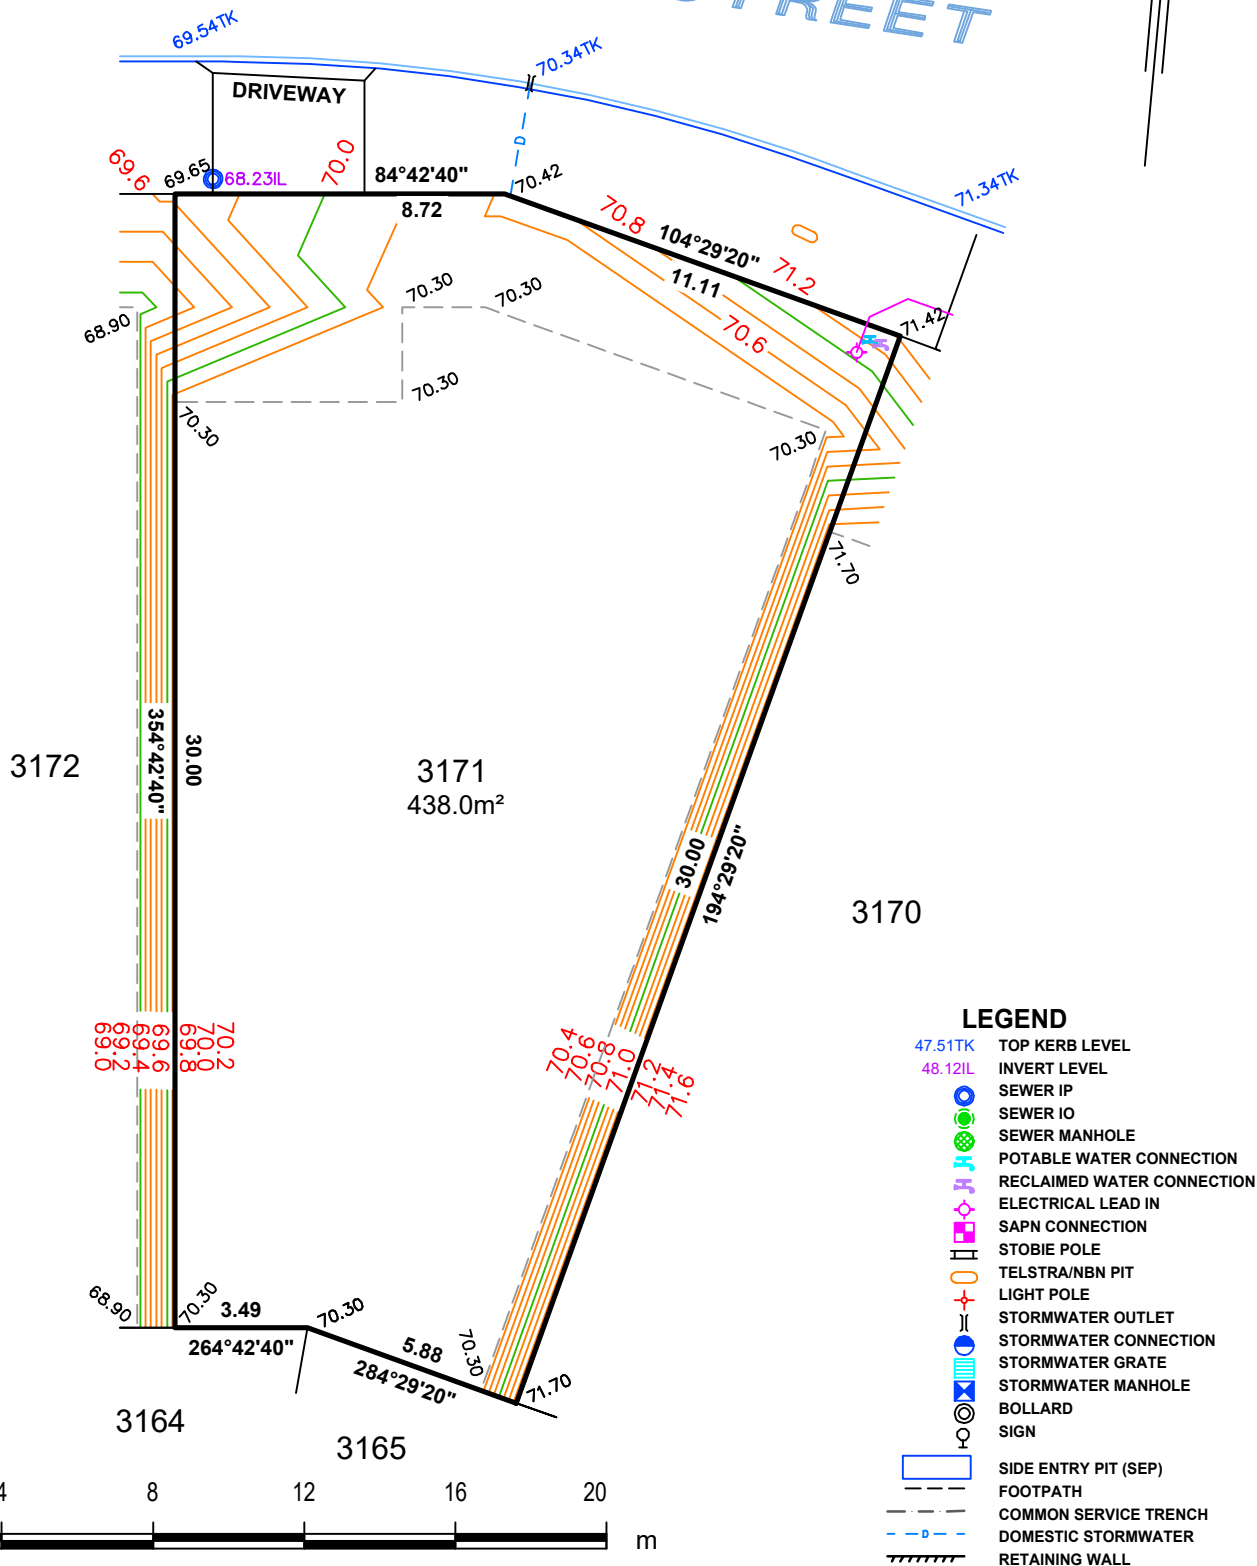 STREET
69.54TK
70.34TK
DRIVEWAY
69.6
69.65
68.23IL
70.0
84°42'40"
8.72
70.42
71.34TK
70.8
104°29'20"
71.2
11.11
71.42
70.30
70.30
70.6
68.90
70.30
70.30
70.30
71.70
D
354°42'40"
30.00
3172
3171
438.0m²
30.00
194°29'20"
3170
69.0
69.2
69.4
69.6
69.8
70.0
70.2
70.4
70.6
70.8
71.0
71.2
71.4
71.6
68.90
70.30
3.49
264°42'40"
70.30
5.88
284°29'20"
70.30
71.70
3164
3165
4 8 12 16 20
m
LEGEND
47.51TK TOP KERB LEVEL
48.12IL INVERT LEVEL
SEWER IP
SEWER IO
SEWER MANHOLE
POTABLE WATER CONNECTION
RECLAIMED WATER CONNECTION
ELECTRICAL LEAD IN
SAPN CONNECTION
STOBIE POLE
TELSTRA/NBN PIT
LIGHT POLE
STORMWATER OUTLET
STORMWATER CONNECTION
STORMWATER GRATE
STORMWATER MANHOLE
BOLLARD
SIGN
SIDE ENTRY PIT (SEP)
FOOTPATH
COMMON SERVICE TRENCH
D DOMESTIC STORMWATER
RETAINING WALL